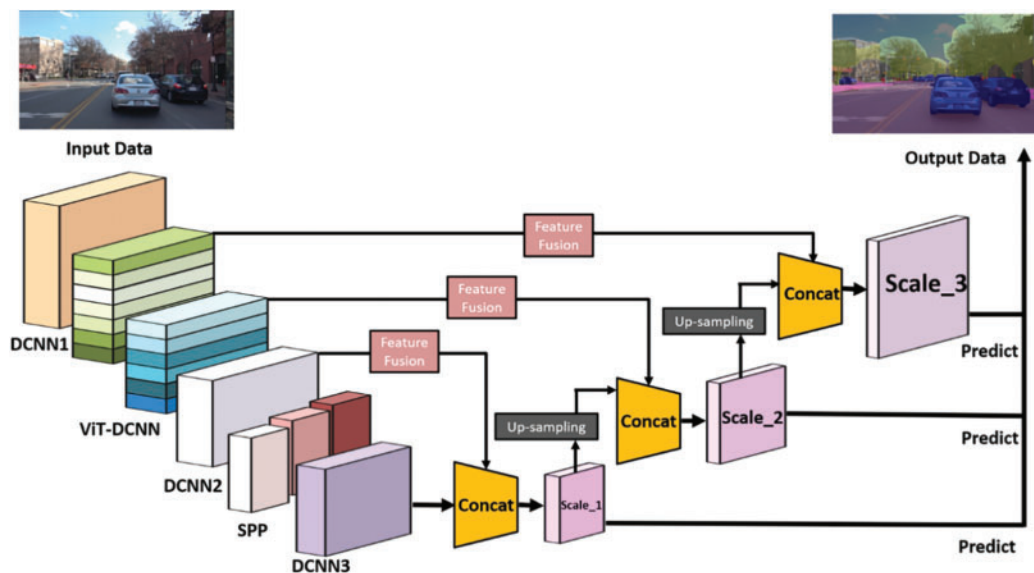 Input Data
Output Data
Feature
Fusion
Feature
Fusion
Feature
Fusion
Concat
Scale_3
Up-sampling
Predict
DCNN1
ViT-DCNN
Concat
Scale_2
Up-sampling
Predict
DCNN2
SPP
DCNN3
Concat
Scale_1
Predict